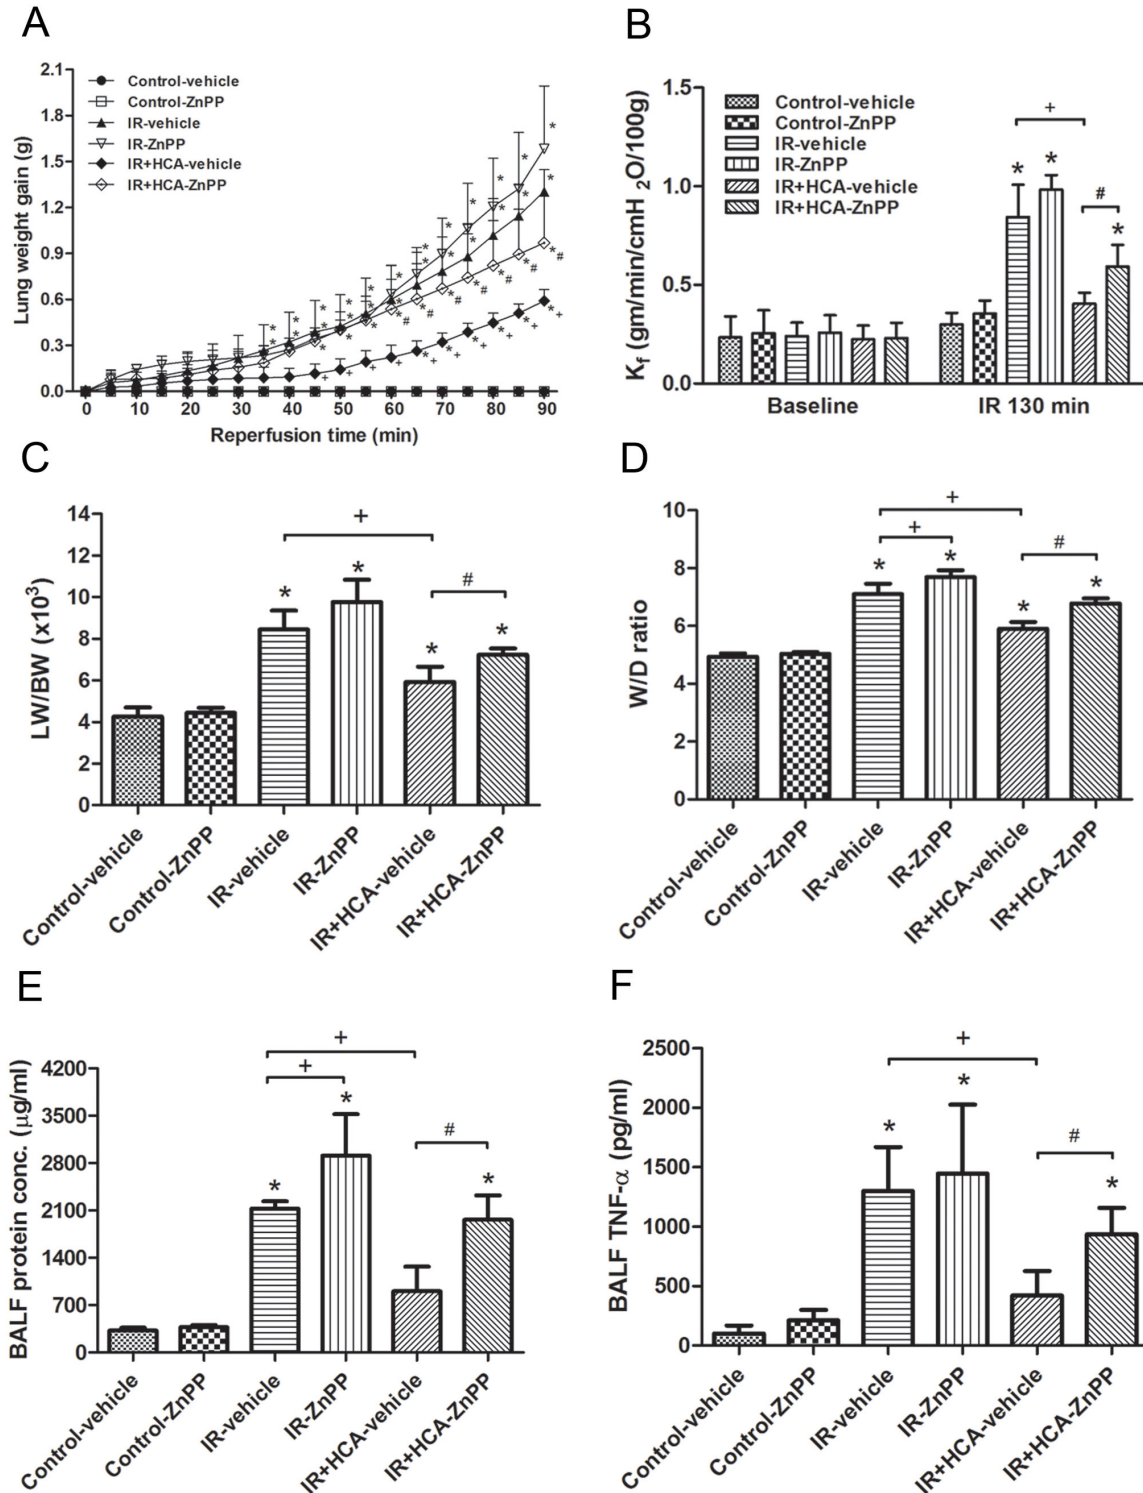 A
Lung weight gain (g)
2.1
1.8
1.5
1.2
0.9
0.6
0.3
0.0
Control-vehicle
Control-ZnPP
IR-vehicle
IR-ZnPP
IR+HCA-vehicle
IR+HCA-ZnPP
0 10 20 30 40 50 60 70 80 90
Reperfusion time (min)
B
Kf (gm/min/cmH 2O/100g)
1.5
1.0
0.5
0.0
Control-vehicle
Control-ZnPP
IR-vehicle
IR-ZnPP
IR+HCA-vehicle
IR+HCA-ZnPP
+
* *
#
*
Baseline IR 130 min
C
LW/BW (x10³)
14
12
10
8
6
4
2
0
+
#
* * * *
Control-vehicle
Control-ZnPP
IR-vehicle
IR-ZnPP
IR+HCA-vehicle
IR+HCA-ZnPP
D
W/D ratio
10
8
6
4
2
0
+
+
#
* * * *
Control-vehicle
Control-ZnPP
IR-vehicle
IR-ZnPP
IR+HCA-vehicle
IR+HCA-ZnPP
E
BALF protein conc. (μg/ml)
4200
3500
2800
2100
1400
700
0
+
+
#
* * *
Control-vehicle
Control-ZnPP
IR-vehicle
IR-ZnPP
IR+HCA-vehicle
IR+HCA-ZnPP
F
BALF TNF-α (pg/ml)
2500
2000
1500
1000
500
0
+
#
* * *
Control-vehicle
Control-ZnPP
IR-vehicle
IR-ZnPP
IR+HCA-vehicle
IR+HCA-ZnPP